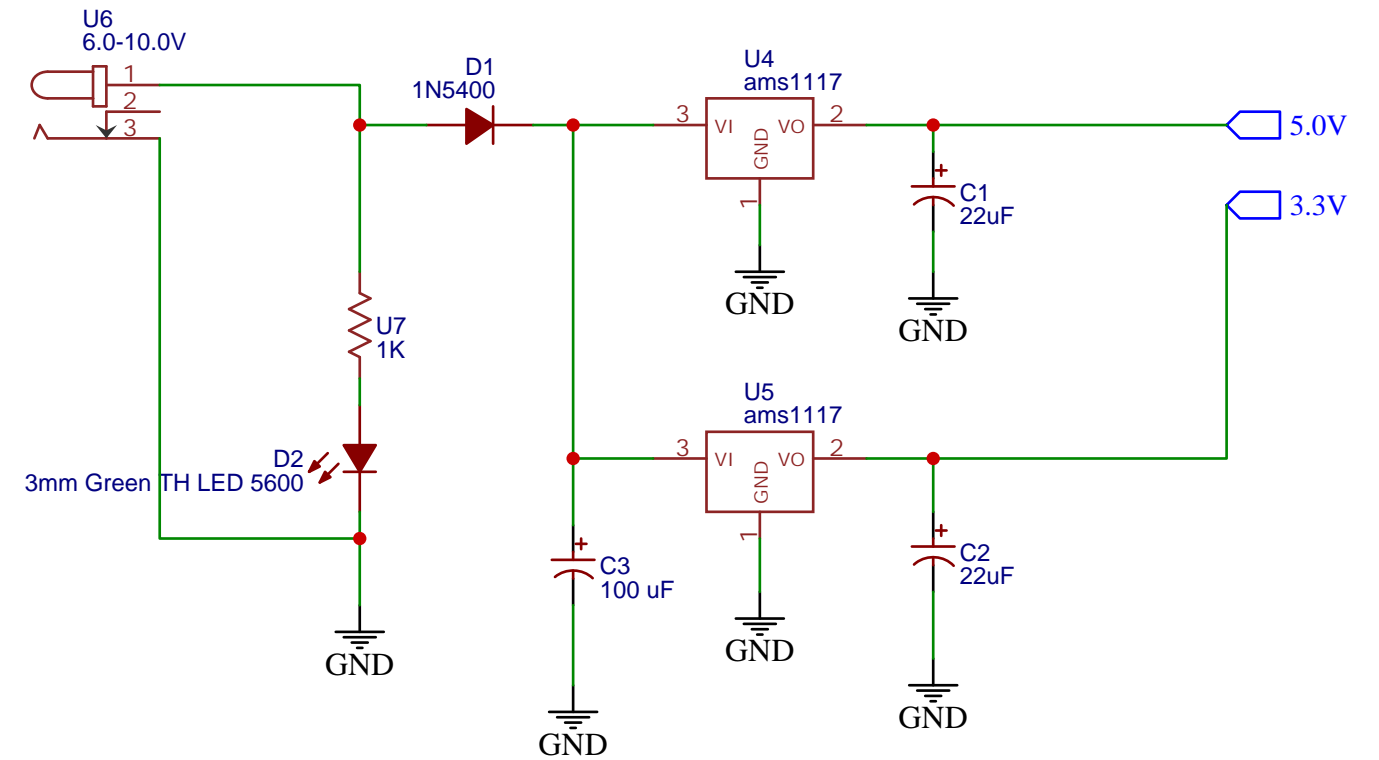 U6
6.0-10.0V
1
2
3
D1
1N5400
U4
ams1117
3
VI
GND
VO
2
1
GND
C1
22uF
GND
5.0V
3.3V
U7
1K
D2
3mm Green TH LED 5600
GND
U5
ams1117
3
VI
GND
VO
2
1
GND
C3
100 uF
GND
C2
22uF
GND